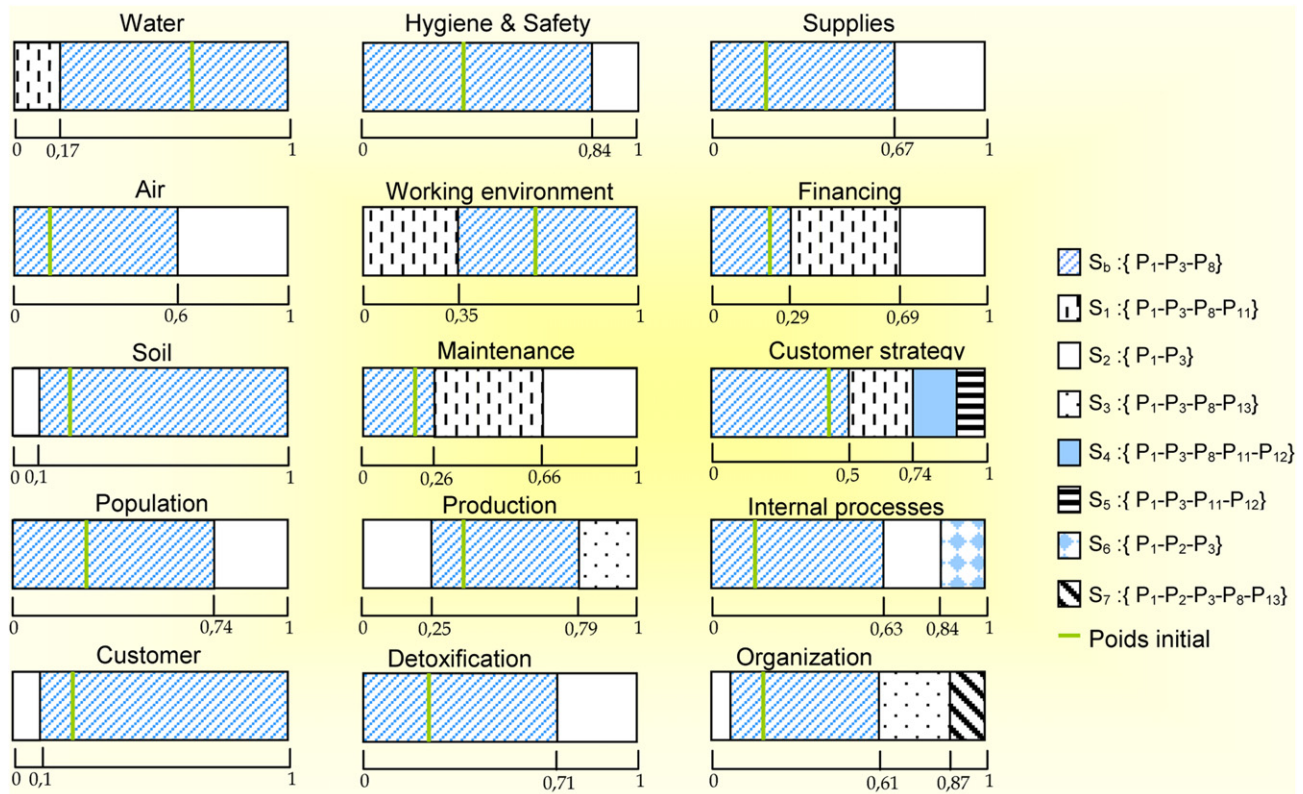 Water
Hygiene & Safety
Supplies
0 0,17 1
0 0,84 1
0 0,67 1
Air
Working environment
Financing
0 0,6 1
0 0,35 1
0 0,29 0,69 1
Soil
Maintenance
Customer strategy
0 0,1 1
0 0,26 0,66 1
0 0,5 0,74 1
Population
Production
Internal processes
0 0,74 1
0 0,25 0,79 1
0 0,63 0,84 1
Customer
Detoxification
Organization
0 0,1 1
0 0,71 1
0 0,61 0,87 1
Sb :{ P1-P3-P8}
S1 :{ P1-P3-P8-P11}
S2 :{ P1-P3}
S3 :{ P1-P3-P8-P13}
S4 :{ P1-P3-P8-P11-P12}
S5 :{ P1-P3-P11-P12}
S6 :{ P1-P2-P3}
S7 :{ P1-P2-P3-P8-P13}
Poids initial